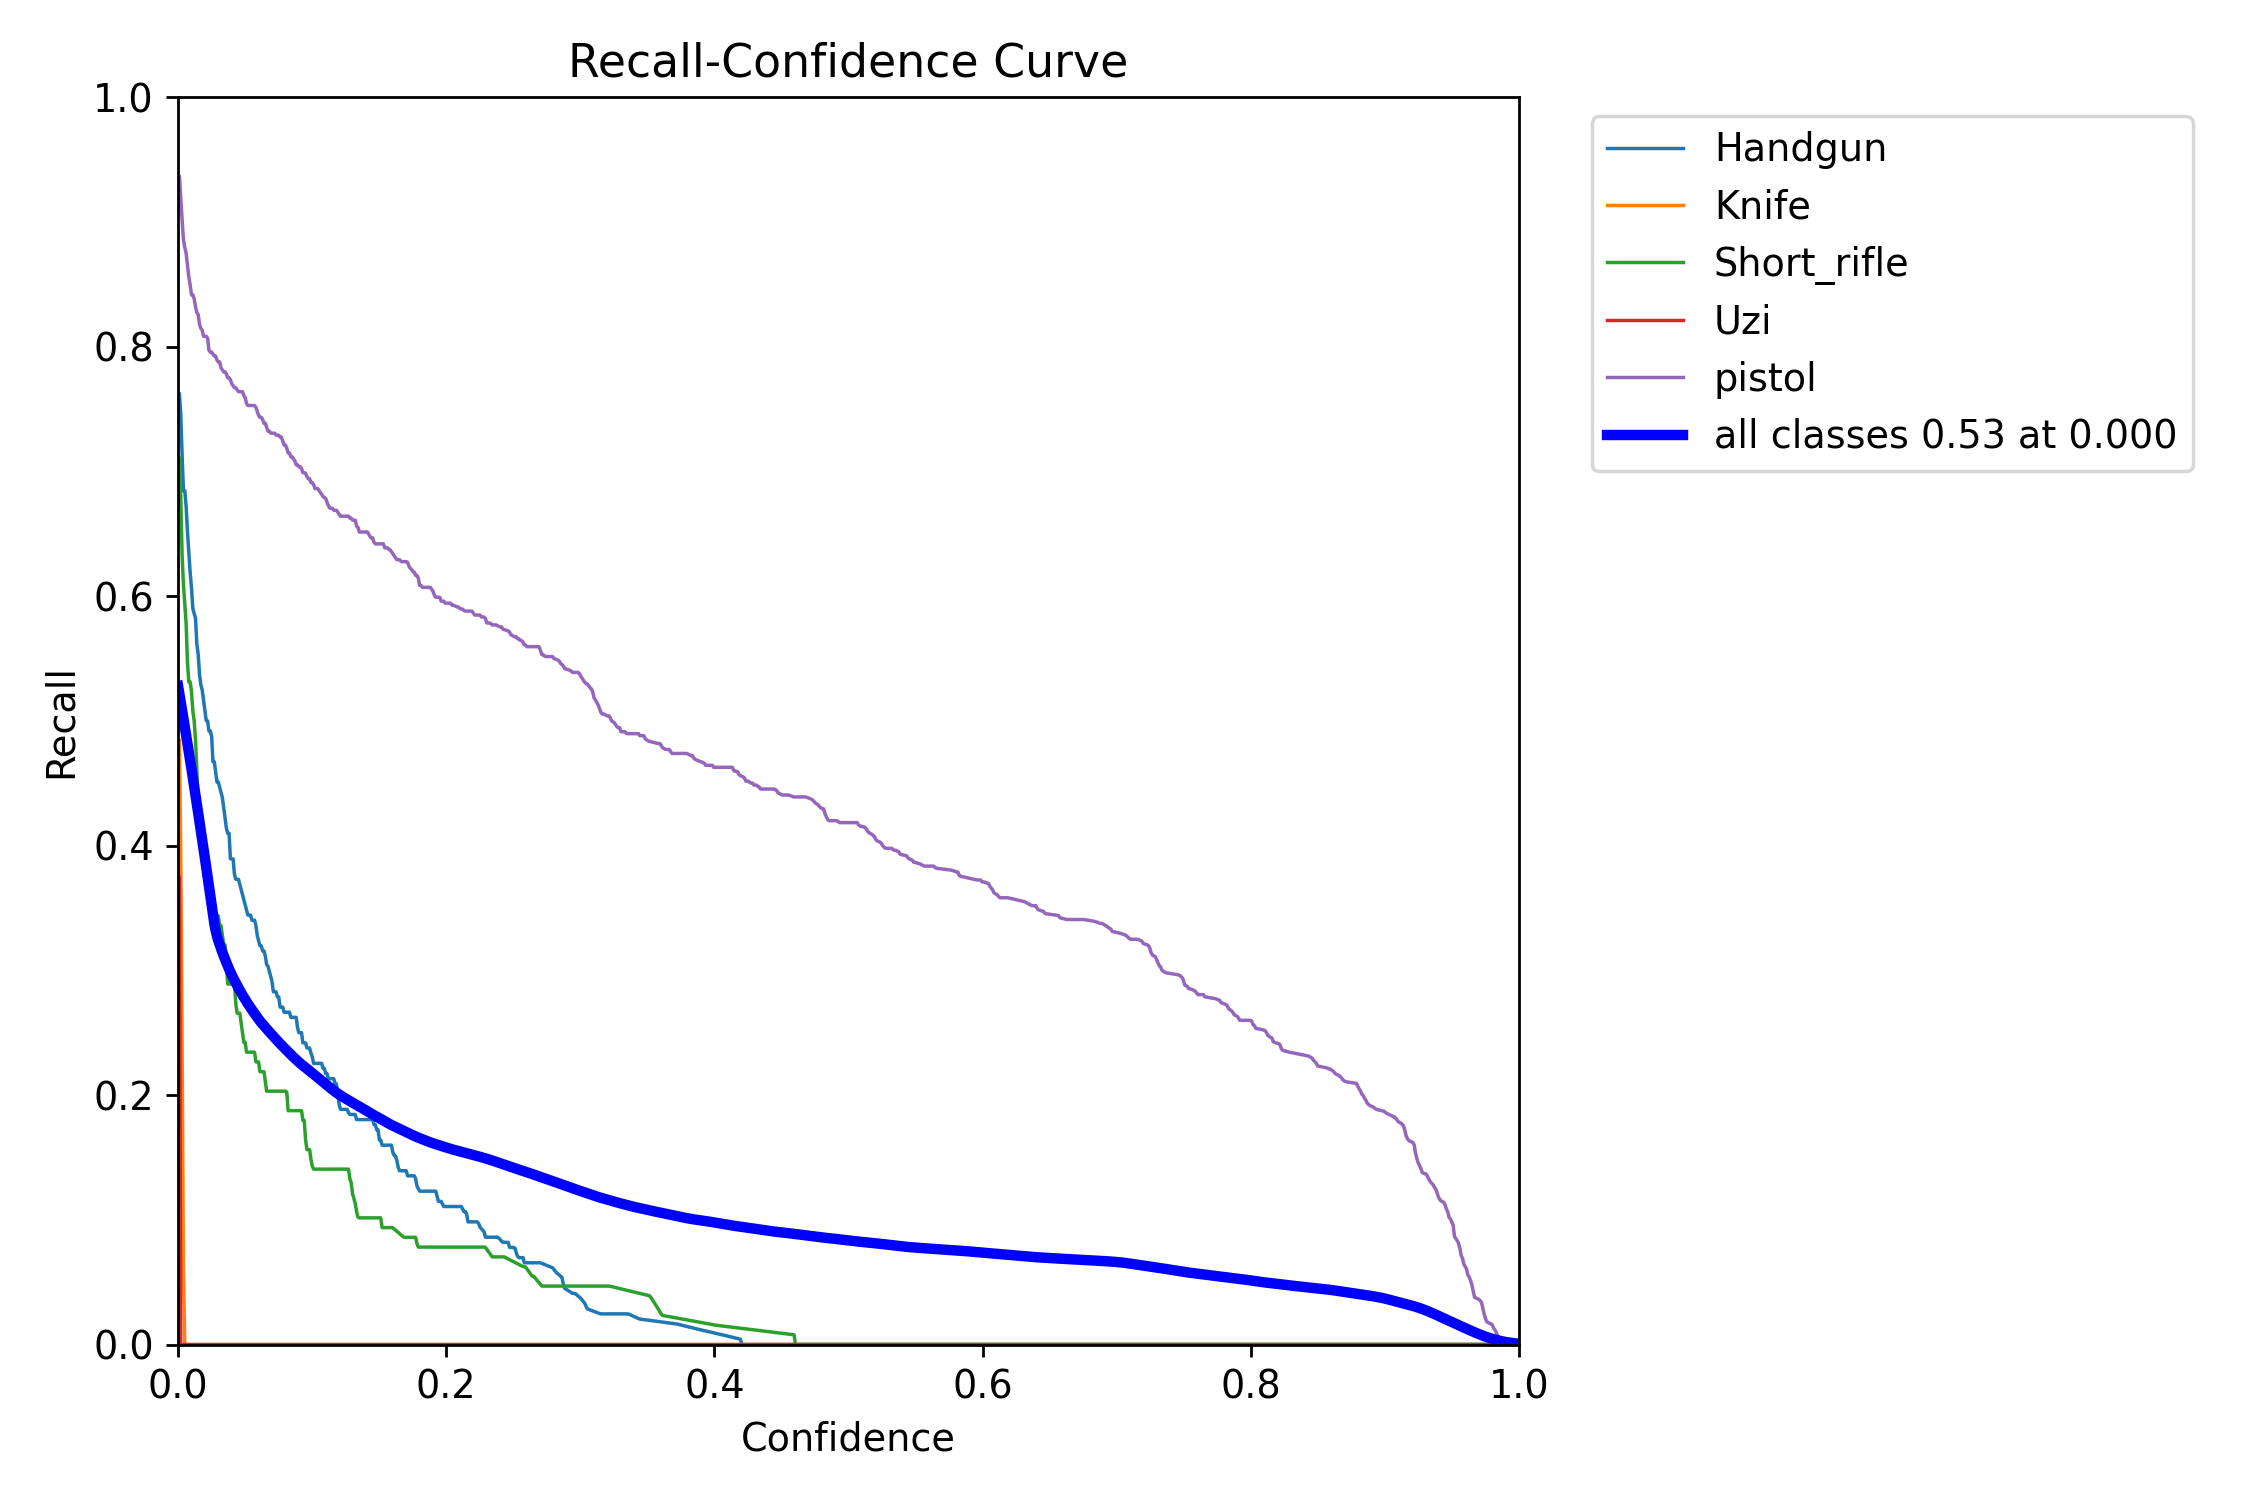 Recall-Confidence Curve
1.0
0.8
0.6
0.4
0.2
0.0
Recall
0.0 0.2 0.4 0.6 0.8 1.0
Confidence
Handgun
Knife
Short_rifle
Uzi
pistol
all classes 0.53 at 0.000